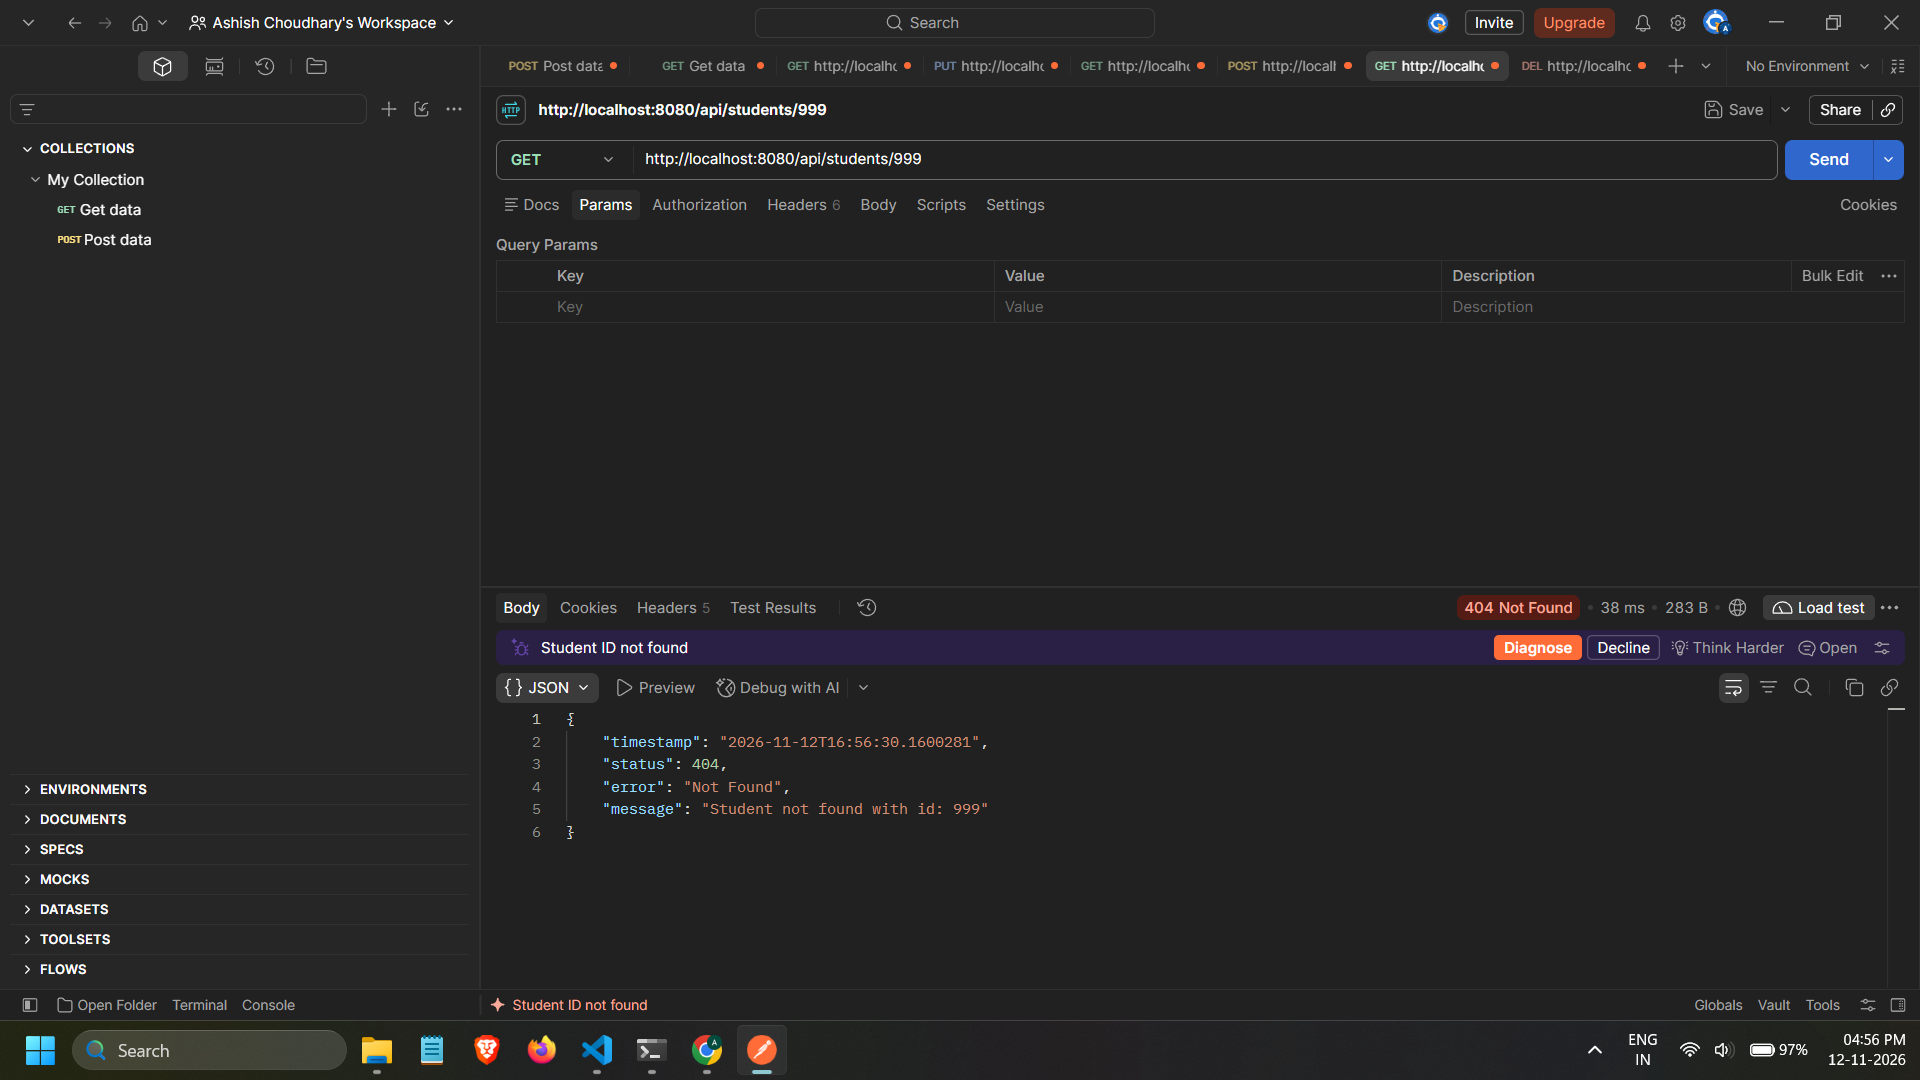 Ashish Choudhary's Workspace
Search
Invite
Upgrade
A
POST Post data
GET Get data
GET http://localhc
PUT http://localhc
GET http://localhc
POST http://locall
GET http://localhc
DEL http://localhc
No Environment
HTTP http://localhost:8080/api/students/999
Save
Share
COLLECTIONS
My Collection
GET Get data
POST Post data
GET http://localhost:8080/api/students/999
Send
Docs Params Authorization Headers 6 Body Scripts Settings
Cookies
Query Params
Key Value Description Bulk Edit
Key Value Description
Body Cookies Headers 5 Test Results
404 Not Found • 38 ms • 283 B
Load test
Student ID not found
Diagnose Decline Think Harder Open
{} JSON Preview Debug with AI
1 {
2 "timestamp": "2026-11-12T16:56:30.1600281",
3 "status": 404,
4 "error": "Not Found",
5 "message": "Student not found with id: 999"
6 }
ENVIRONMENTS
DOCUMENTS
SPECS
MOCKS
DATASETS
TOOLSETS
FLOWS
Open Folder Terminal Console
Student ID not found
Globals Vault Tools
Search
A
ENG
IN
97%
04:56 PM
12-11-2026